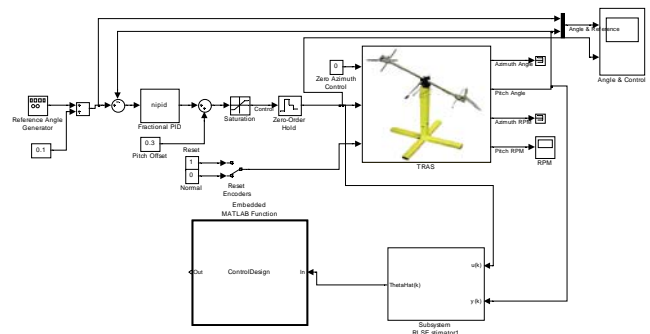 Angle & Reference
Angle & Control
0
Zero Azimuth
Control
Azimuth Angle
Pitch Angle
Azimuth RPM
Pitch RPM
RPM
TRAS
Reference Angle
Generator
0.1
nipid
Fractional PID
0.3
Pitch Offset
Saturation
Control
Zero-Order
Hold
Reset
1
0
Normal
Reset
Encoders
Embedded
MATLAB Function
Out
ControlDesign
In
ThetaHat(k)
u(k)
y (k)
Subsystem
RLSE stimator1